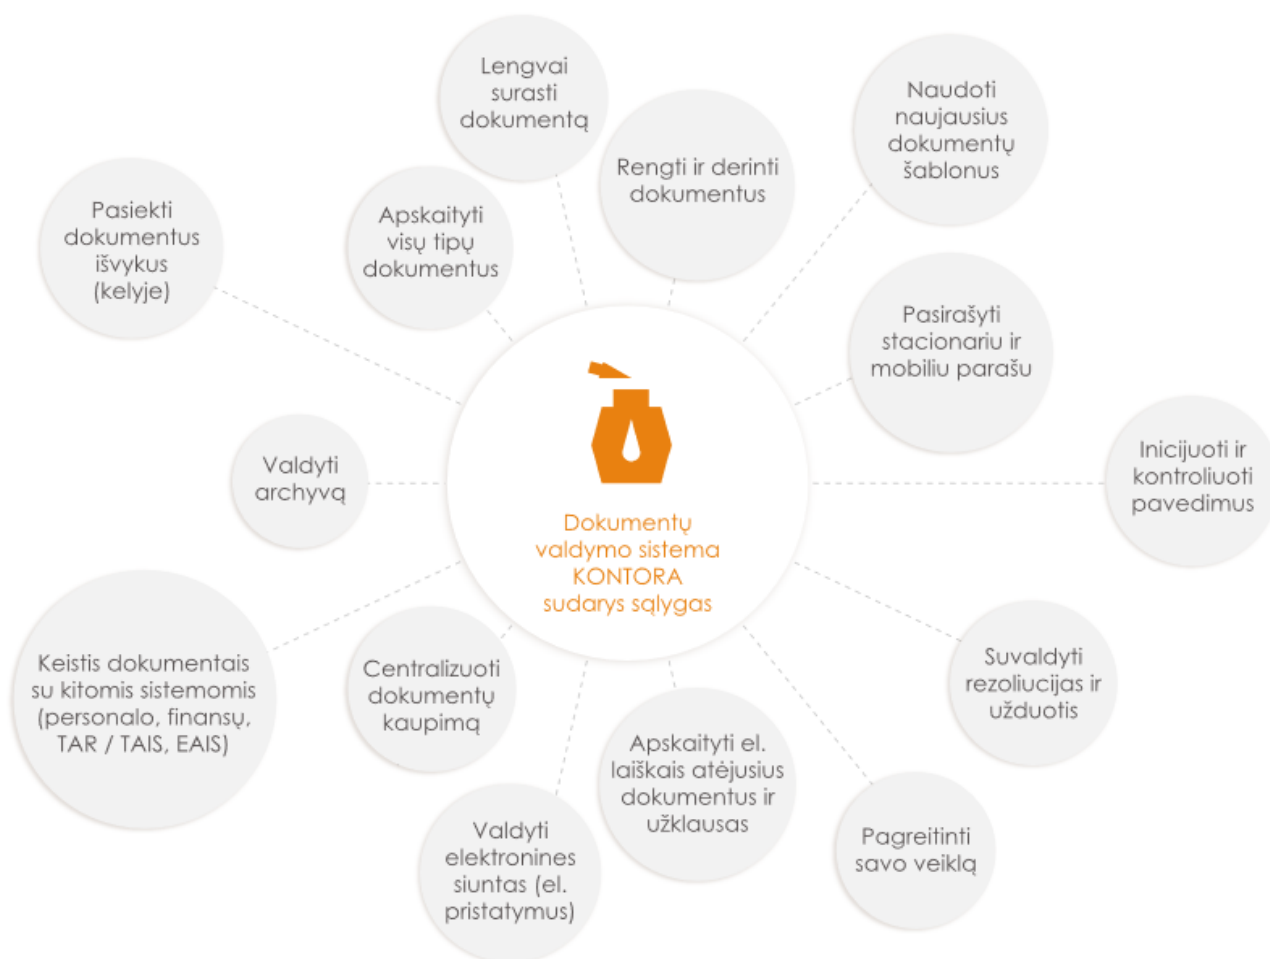 Lengvai
surasti
dokumentą
Naudoti
naujausius
dokumentų
šablonus
Rengti ir derinti
dokumentus
Pasiekti
dokumentus
išvykus
(kelyje)
Apskaityti
visų tipų
dokumentus
Pasirašyti
stacionariu ir
mobiliu parašu
Inicijuoti ir
kontroliuoti
pavedimus
Valdyti
archyvą
Dokumentų
valdymo sistema
KONTORA
sudarys sąlygas
Keistis dokumentais
su kitomis sistemomis
(personalo, finansų,
TAR / TAIS, EAIS)
Centralizuoti
dokumentų
kaupimą
Suvaldyti
rezoliucijas ir
užduotis
Apskaityti el.
laiškais atėjusius
dokumentus ir
užklausas
Valdyti
elektronines
siuntas (el.
pristatymus)
Pagreitinti
savo veiklą